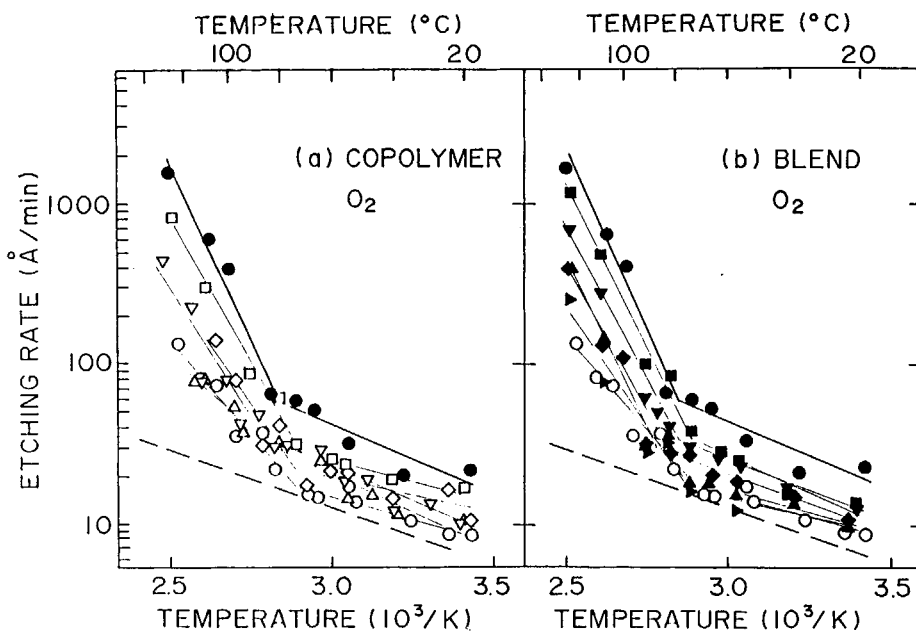 TEMPERATURE (°C)
100 20
TEMPERATURE (°C)
100 20
ETCHING RATE (Å/min)
1000
100
10
(a) COPOLYMER
O₂
(b) BLEND
O₂
2.5 3.0 3.5
TEMPERATURE (10³/K)
2.5 3.0 3.5
TEMPERATURE (10³/K)